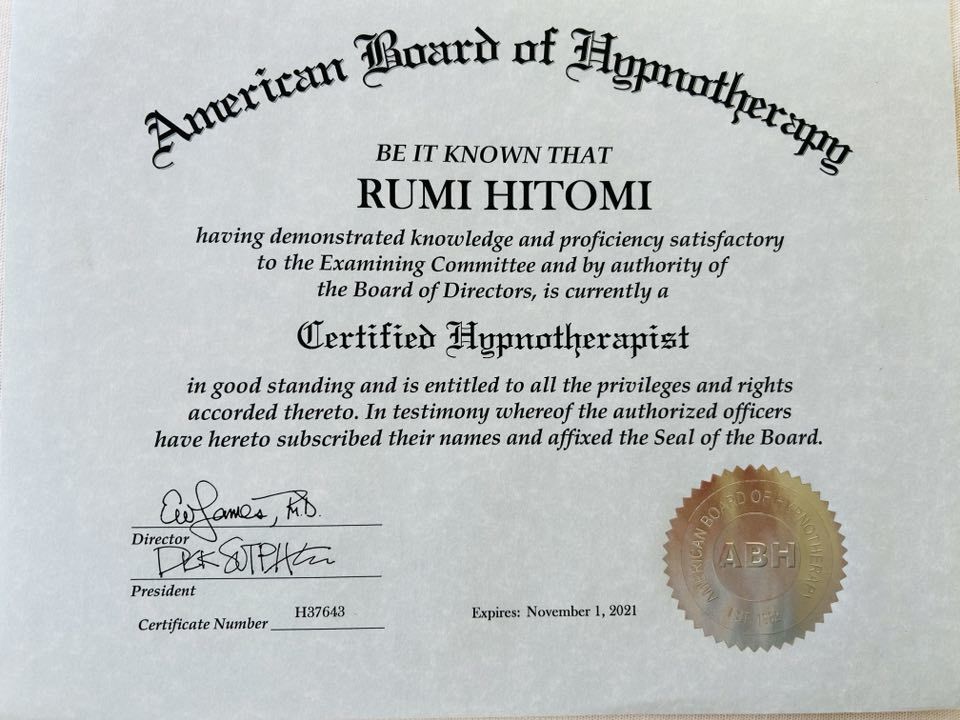 American Board of Hypnotherapy
BE IT KNOWN THAT
RUMI HITOMI
having demonstrated knowledge and proficiency satisfactory
to the Examining Committee and by authority of
the Board of Directors, is currently a
Certified Hypnotherapist
in good standing and is entitled to all the privileges and rights
accorded thereto. In testimony whereof the authorized officers
have hereto subscribed their names and affixed the Seal of the Board.
James, 
Director
President
Certificate Number H37643
Expires: November 1, 2021
AMERICAN BOARD OF HYPNOTHERAPY
ABH